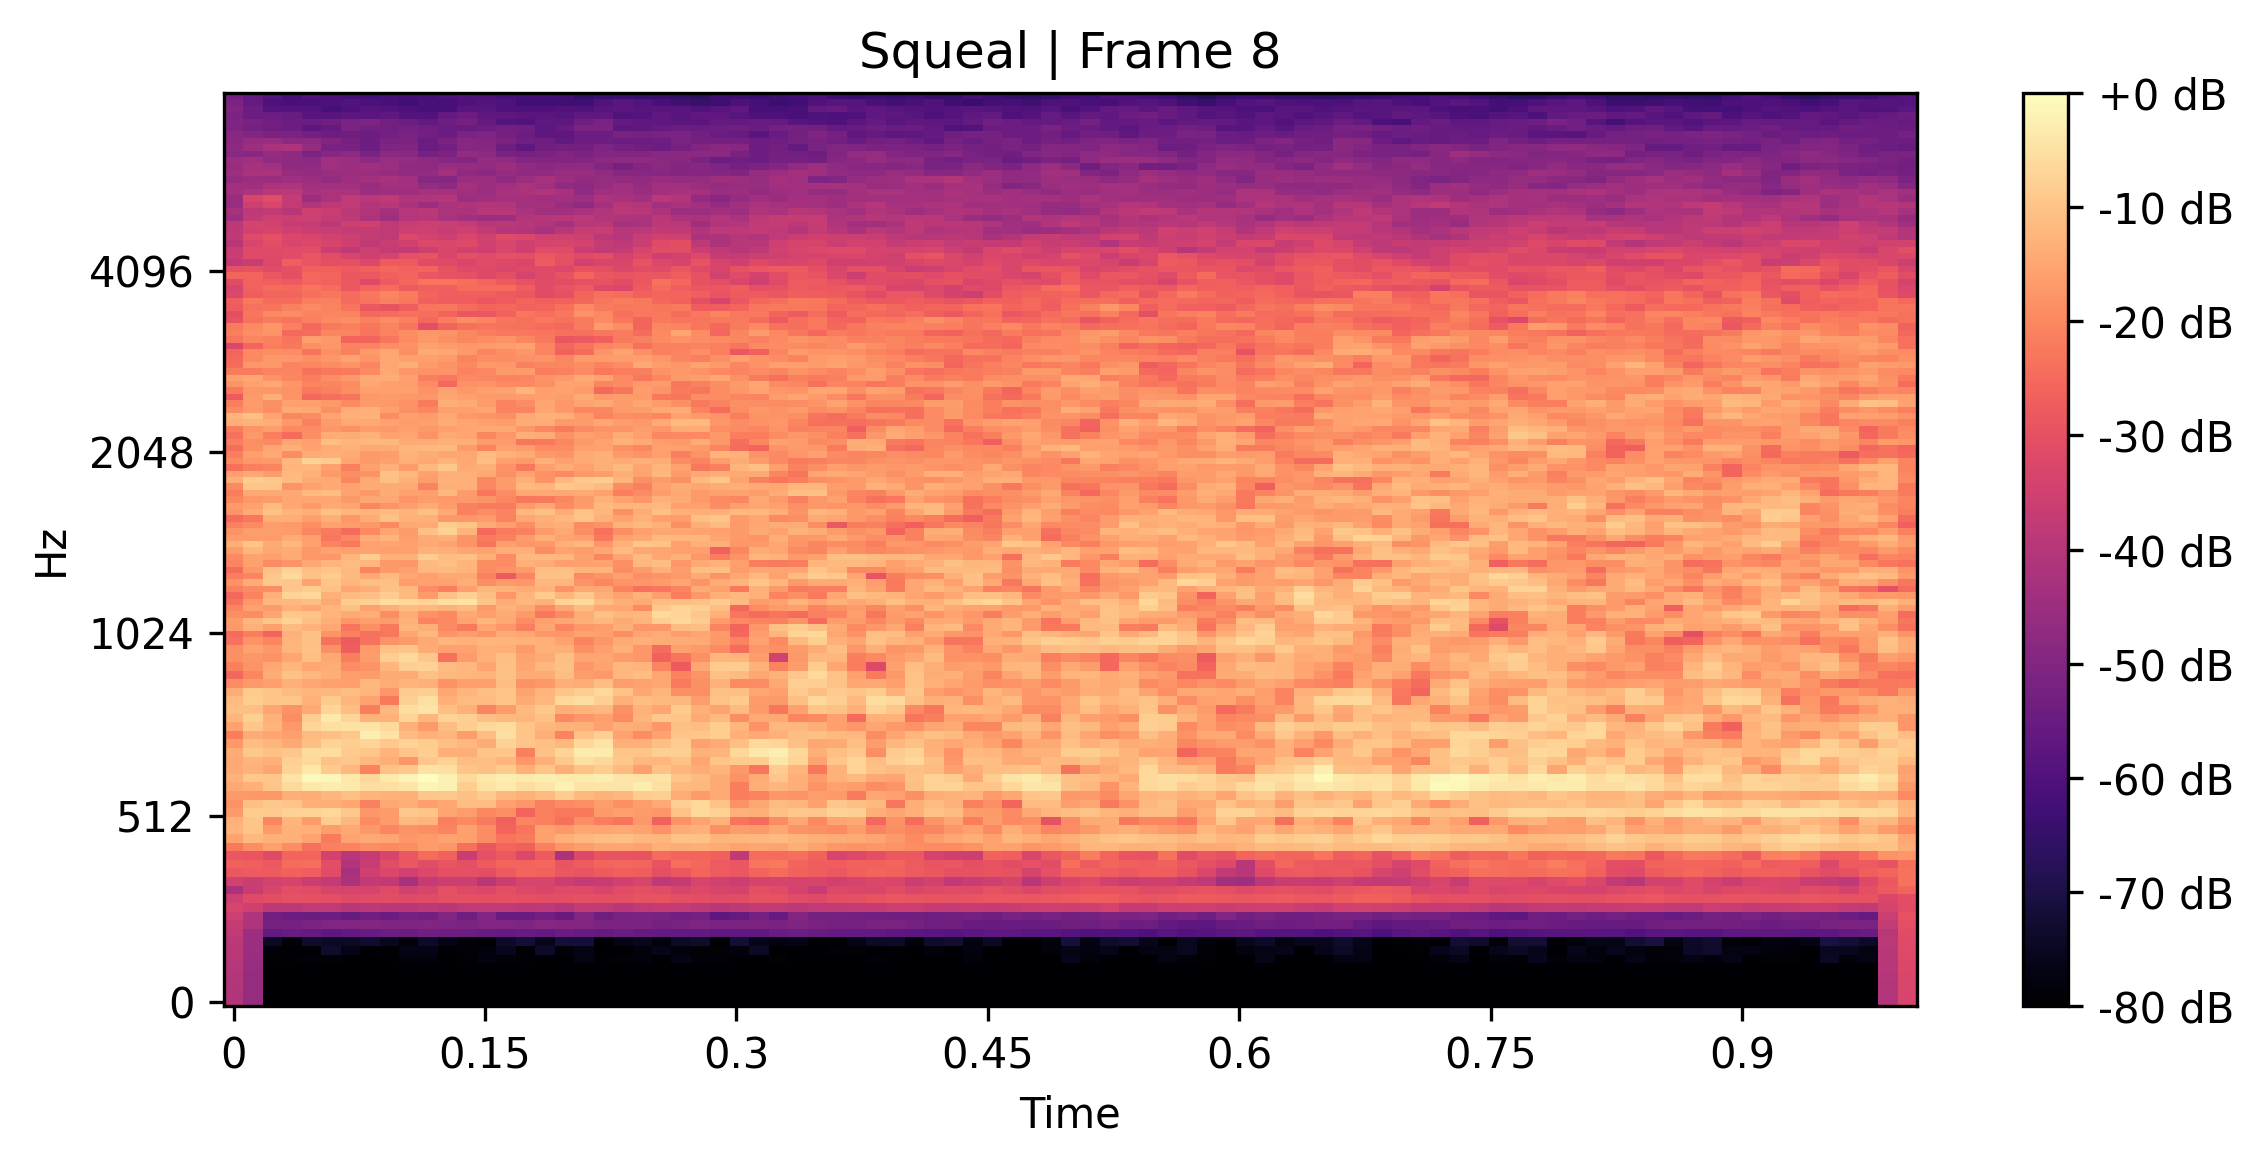 Squeal | Frame 8
Hz
4096
2048
1024
512
0
0 0.15 0.3 0.45 0.6 0.75 0.9
Time
+0 dB
-10 dB
-20 dB
-30 dB
-40 dB
-50 dB
-60 dB
-70 dB
-80 dB